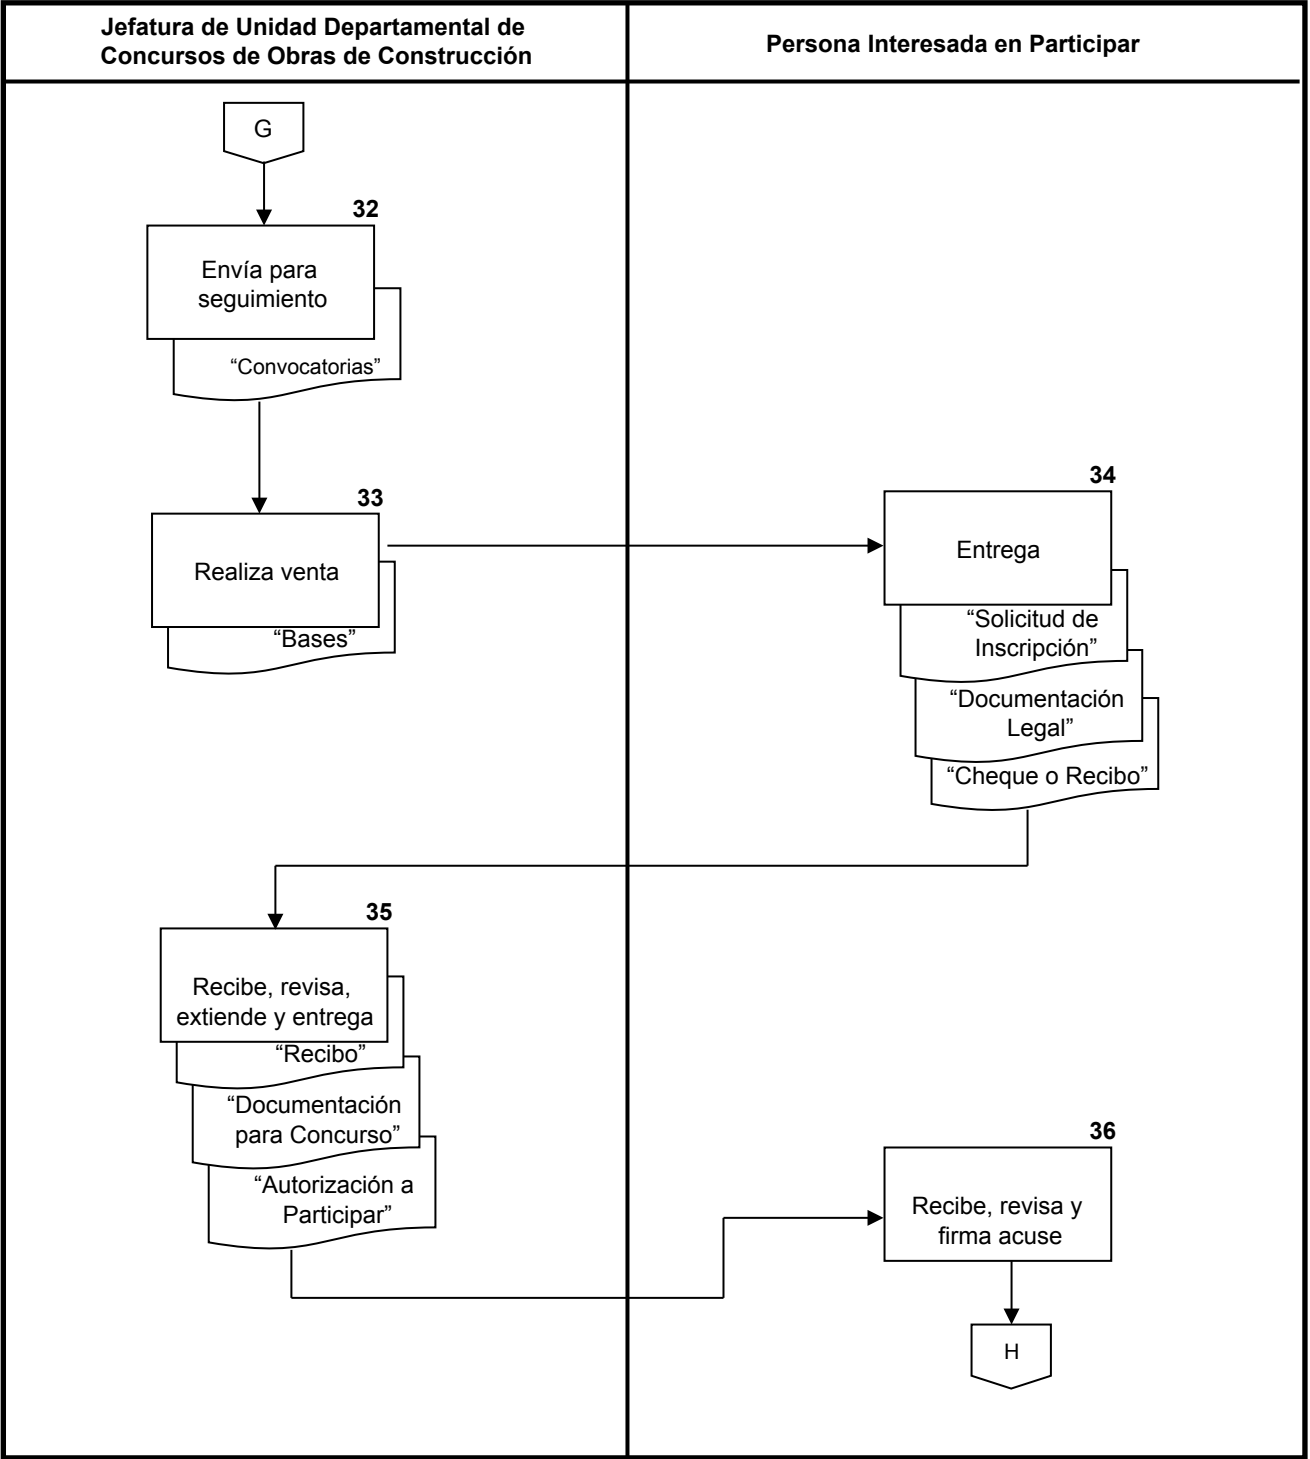 Jefatura de Unidad Departamental de
Concursos de Obras de Construcción
Persona Interesada en Participar
G
32
Envía para
seguimiento
“Convocatorias”
33
Realiza venta
“Bases”
34
Entrega
“Solicitud de
Inscripción”
“Documentación
Legal”
“Cheque o Recibo”
35
Recibe, revisa,
extiende y entrega
“Recibo”
“Documentación
para Concurso”
“Autorización a
Participar”
36
Recibe, revisa y
firma acuse
H